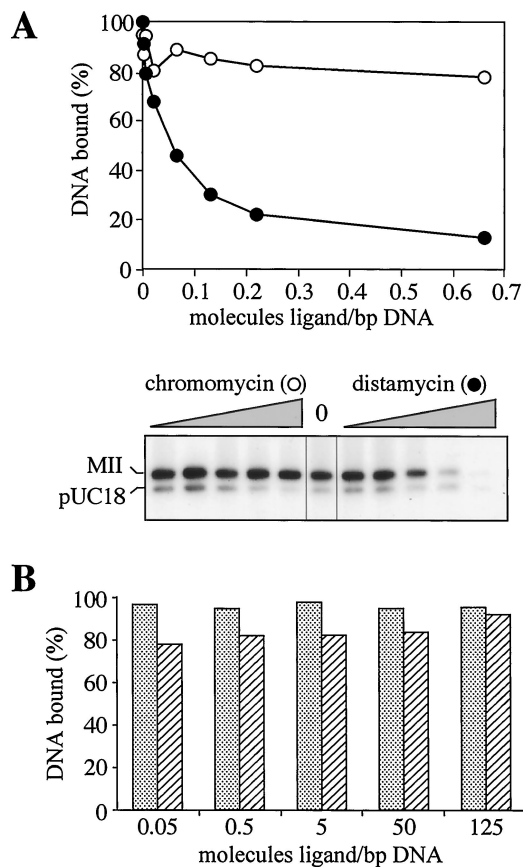 A
DNA bound (%)
100
80
60
40
20
0
0 0.1 0.2 0.3 0.4 0.5 0.6 0.7
molecules ligand/bp DNA
chromomycin (○) 0 distamycin (●)
MII
pUC18
B
DNA bound (%)
100
80
60
40
20
0
0.05 0.5 5 50 125
molecules ligand/bp DNA